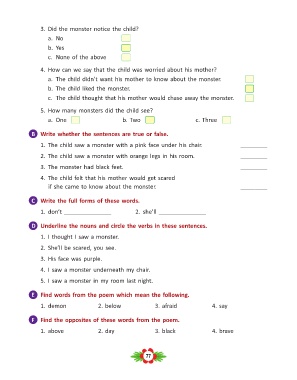 3. Did the monster notice the child?
a. No
b. Yes
c. None of the above
4. How can we say that the child was worried about his mother?
a. The child didn't want his mother to know about the monster.
b. The child liked the monster.
c. The child thought that his mother would chase away the monster.
5. How many monsters did the child see?
a. One b. Two c. Three
B Write whether the sentences are true or false.
1. The child saw a monster with a pink face under his chair.
2. The child saw a monster with orange legs in his room.
3. The monster had black feet.
4. The child felt that his mother would get scared
if she came to know about the monster.
C Write the full forms of these words.
1. don't 2. she'll
D Underline the nouns and circle the verbs in these sentences.
1. I thought I saw a monster.
2. She'll be scared, you see.
3. His face was purple.
4. I saw a monster underneath my chair.
5. I saw a monster in my room last night.
E Find words from the poem which mean the following.
1. demon 2. below 3. afraid 4. say
F Find the opposites of these words from the poem.
1. above 2. day 3. black 4. brave
77